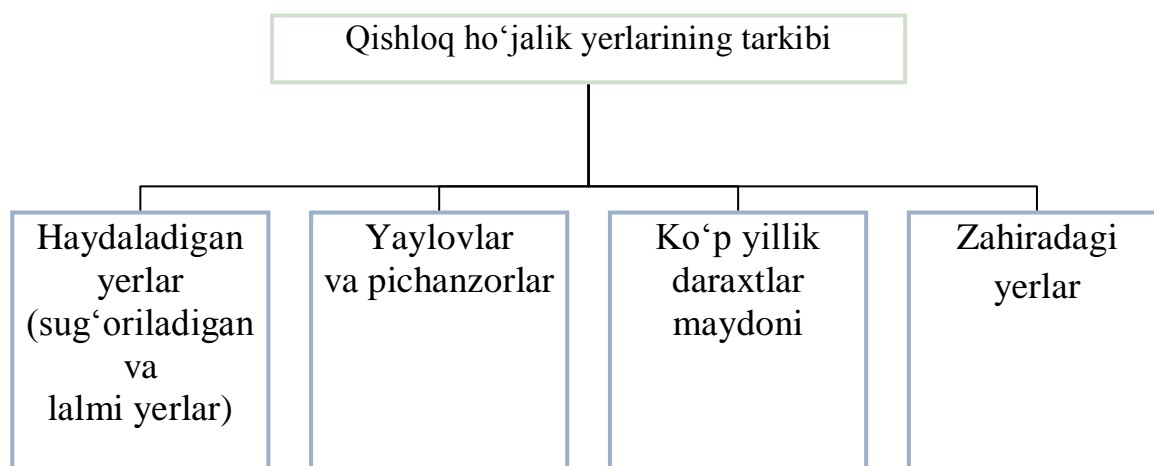 Qishloq ho‘jalik yerlarining tarkibi
Haydaladigan
yerlar
(sug‘oriladigan
va
lalmi yerlar)
Yaylovlar
va pichanzorlar
Ko‘p yillik
daraxtlar
maydoni
Zahiradagi
yerlar